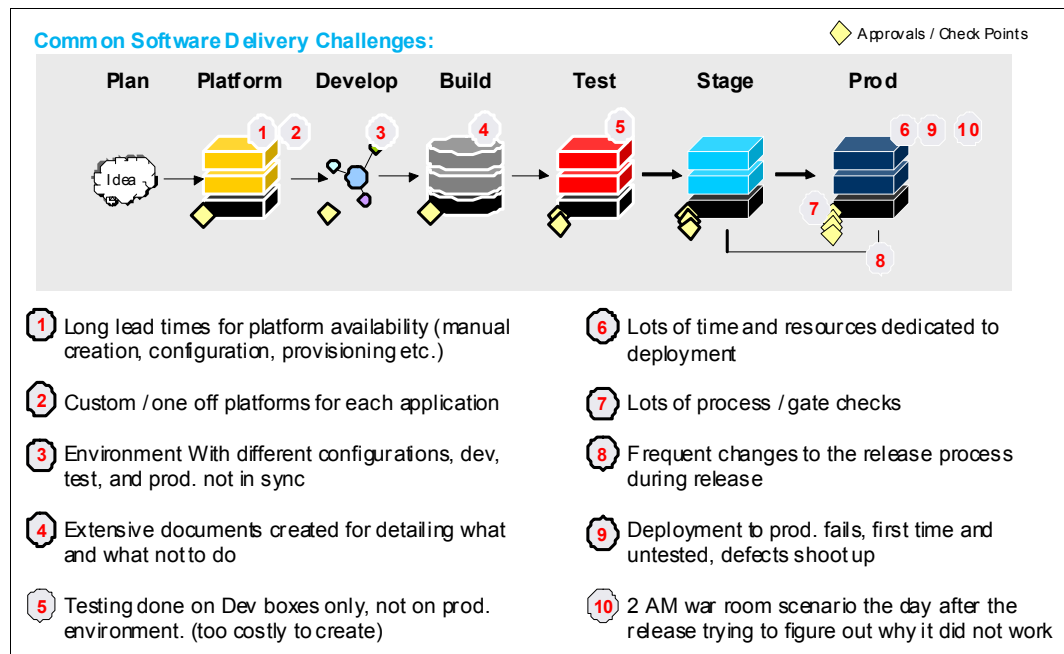 Common Software Delivery Challenges:
Approvals / Check Points
Plan Platform Develop Build Test Stage Prod
1 2 3 4 5 6 9 10
Idea
7
8
1 Long lead times for platform availability (manual
creation, configuration, provisioning etc.)
2 Custom / one off platforms for each application
3 Environment With different configurations, dev,
test, and prod. not in sync
4 Extensive documents created for detailing what
and what not to do
5 Testing done on Dev boxes only, not on prod.
environment. (too costly to create)
6 Lots of time and resources dedicated to
deployment
7 Lots of process / gate checks
8 Frequent changes to the release process
during release
9 Deployment to prod. fails, first time and
untested, defects shoot up
10 2 AM war room scenario the day after the
release trying to figure out why it did not work